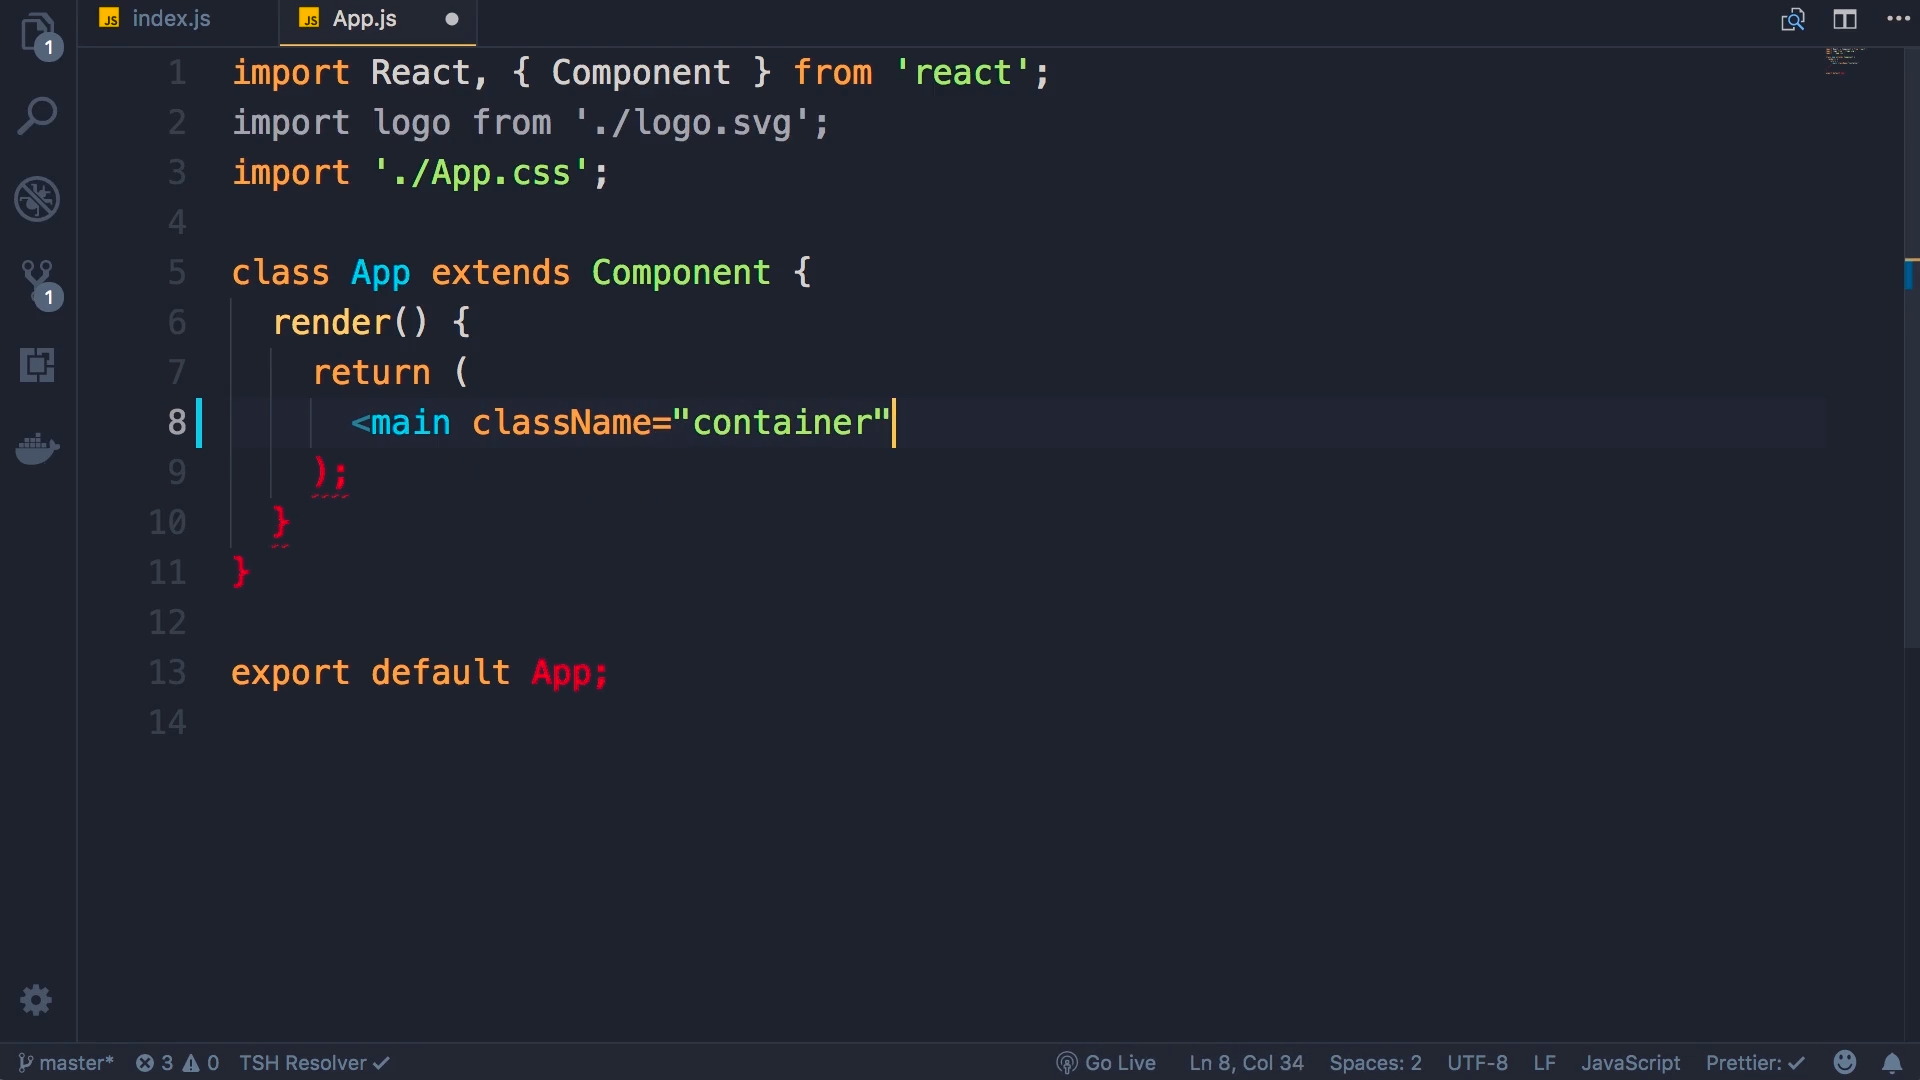 JS index.js JS App.js
1
1 import React, { Component } from 'react';
2 import logo from './logo.svg';
3 import './App.css';
4
5 class App extends Component {
6 render() {
1
7 return (
8 <main className="container"
9 );
10 }
11 }
12
13 export default App;
14
master* 3 0 TSH Resolver Go Live Ln 8, Col 34 Spaces: 2 UTF-8 LF JavaScript Prettier: